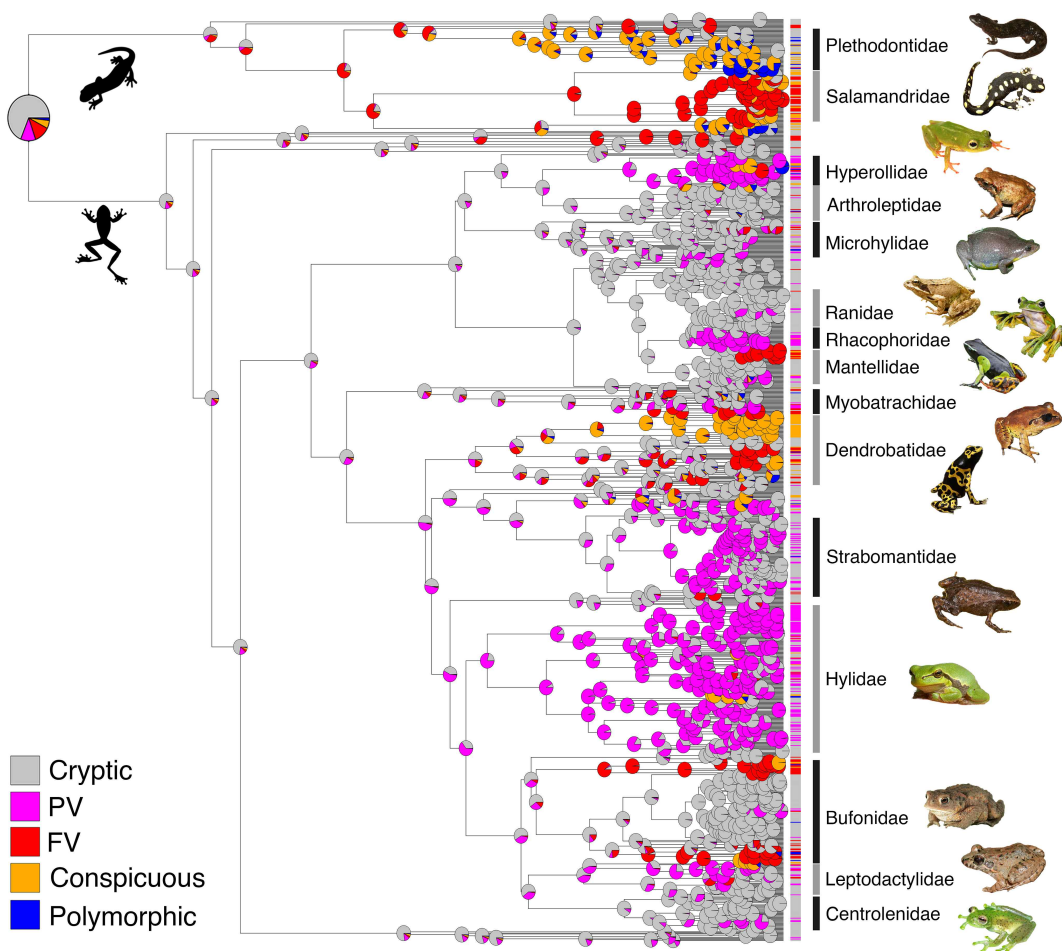 Plethodontidae
Salamandridae
Hyperollidae
Arthroleptidae
Microhylidae
Ranidae
Rhacophoridae
Mantellidae
Myobatrachidae
Dendrobatidae
Strabomantidae
Hylidae
Bufonidae
Leptodactylidae
Centrolenidae
Cryptic
PV
FV
Conspicuous
Polymorphic